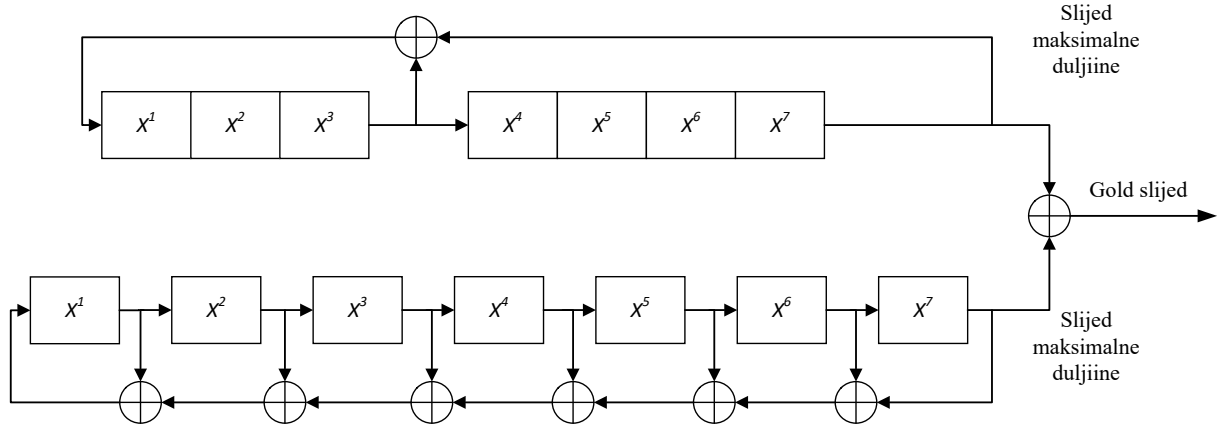 Slijed
maksimalne
duljiine
X¹ X² X³ X⁴ X⁵ X⁶ X⁷
Gold slijed
X¹ X² X³ X⁴ X⁵ X⁶ X⁷
Slijed
maksimalne
duljiine